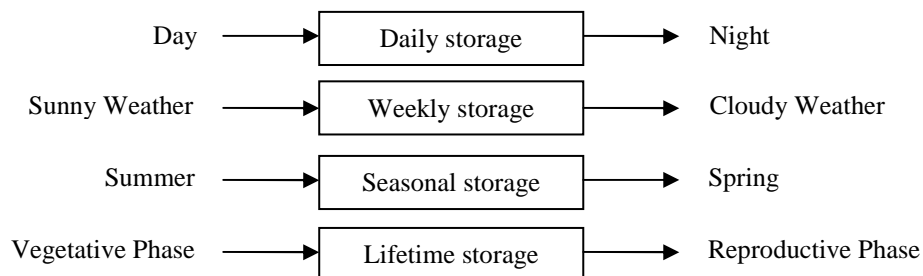 Day Daily storage Night
Sunny Weather Weekly storage Cloudy Weather
Summer Seasonal storage Spring
Vegetative Phase Lifetime storage Reproductive Phase